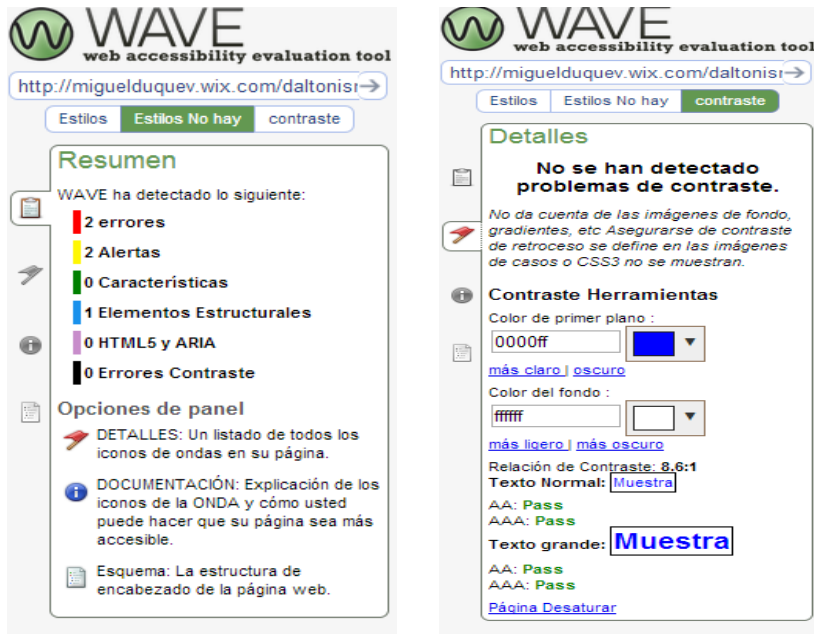 WAVE
web accessibility evaluation tool
http://miguelduquev.wix.com/daltonisı
Estilos Estilos No hay contraste
Resumen
WAVE ha detectado lo siguiente:
2 errores
2 Alertas
0 Características
1 Elementos Estructurales
0 HTML5 y ARIA
0 Errores Contraste
Opciones de panel
DETALLES: Un listado de todos los
iconos de ondas en su página.
DOCUMENTACIÓN: Explicación de los
iconos de la ONDA y cómo usted
puede hacer que su página sea más
accesible.
Esquema: La estructura de
encabezado de la página web.
WAVE
web accessibility evaluation tool
http://miguelduquev.wix.com/daltonisı
Estilos Estilos No hay contraste
Detalles
No se han detectado
problemas de contraste.
No da cuenta de las imágenes de fondo,
gradientes, etc Asegurarse de contraste
de retroceso se define en las imágenes
de casos o CSS3 no se muestran.
Contraste Herramientas
Color de primer plano :
0000ff
más claro | oscuro
Color del fondo :
ffffff
más ligero | más oscuro
Relación de Contraste: 8.6:1
Texto Normal: Muestra
AA: Pass
AAA: Pass
Texto grande: Muestra
AA: Pass
AAA: Pass
Página Desaturar